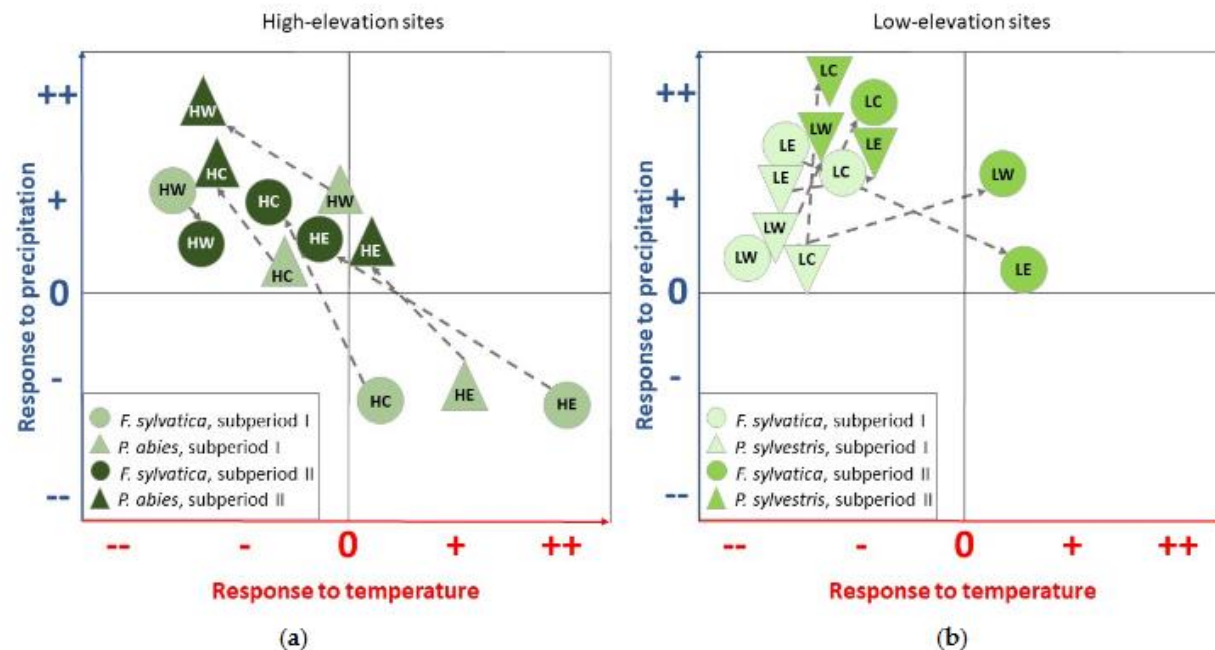 High-elevation sites
Low-elevation sites
Response to precipitation
++
+
0
-
--
HW
HC
HW
HC
HW
HE
HE
HW
HC
HC
HE
HE
F. sylvatica, subperiod I
P. abies, subperiod I
F. sylvatica, subperiod II
P. abies, subperiod II
--
-
0
+
++
Response to temperature
(a)
Response to precipitation
++
+
0
-
--
LC
LC
LW
LE
LE
LE
LC
LW
LW
LW
LC
LE
F. sylvatica, subperiod I
P. sylvestris, subperiod I
F. sylvatica, subperiod II
P. sylvestris, subperiod II
--
-
0
+
++
Response to temperature
(b)